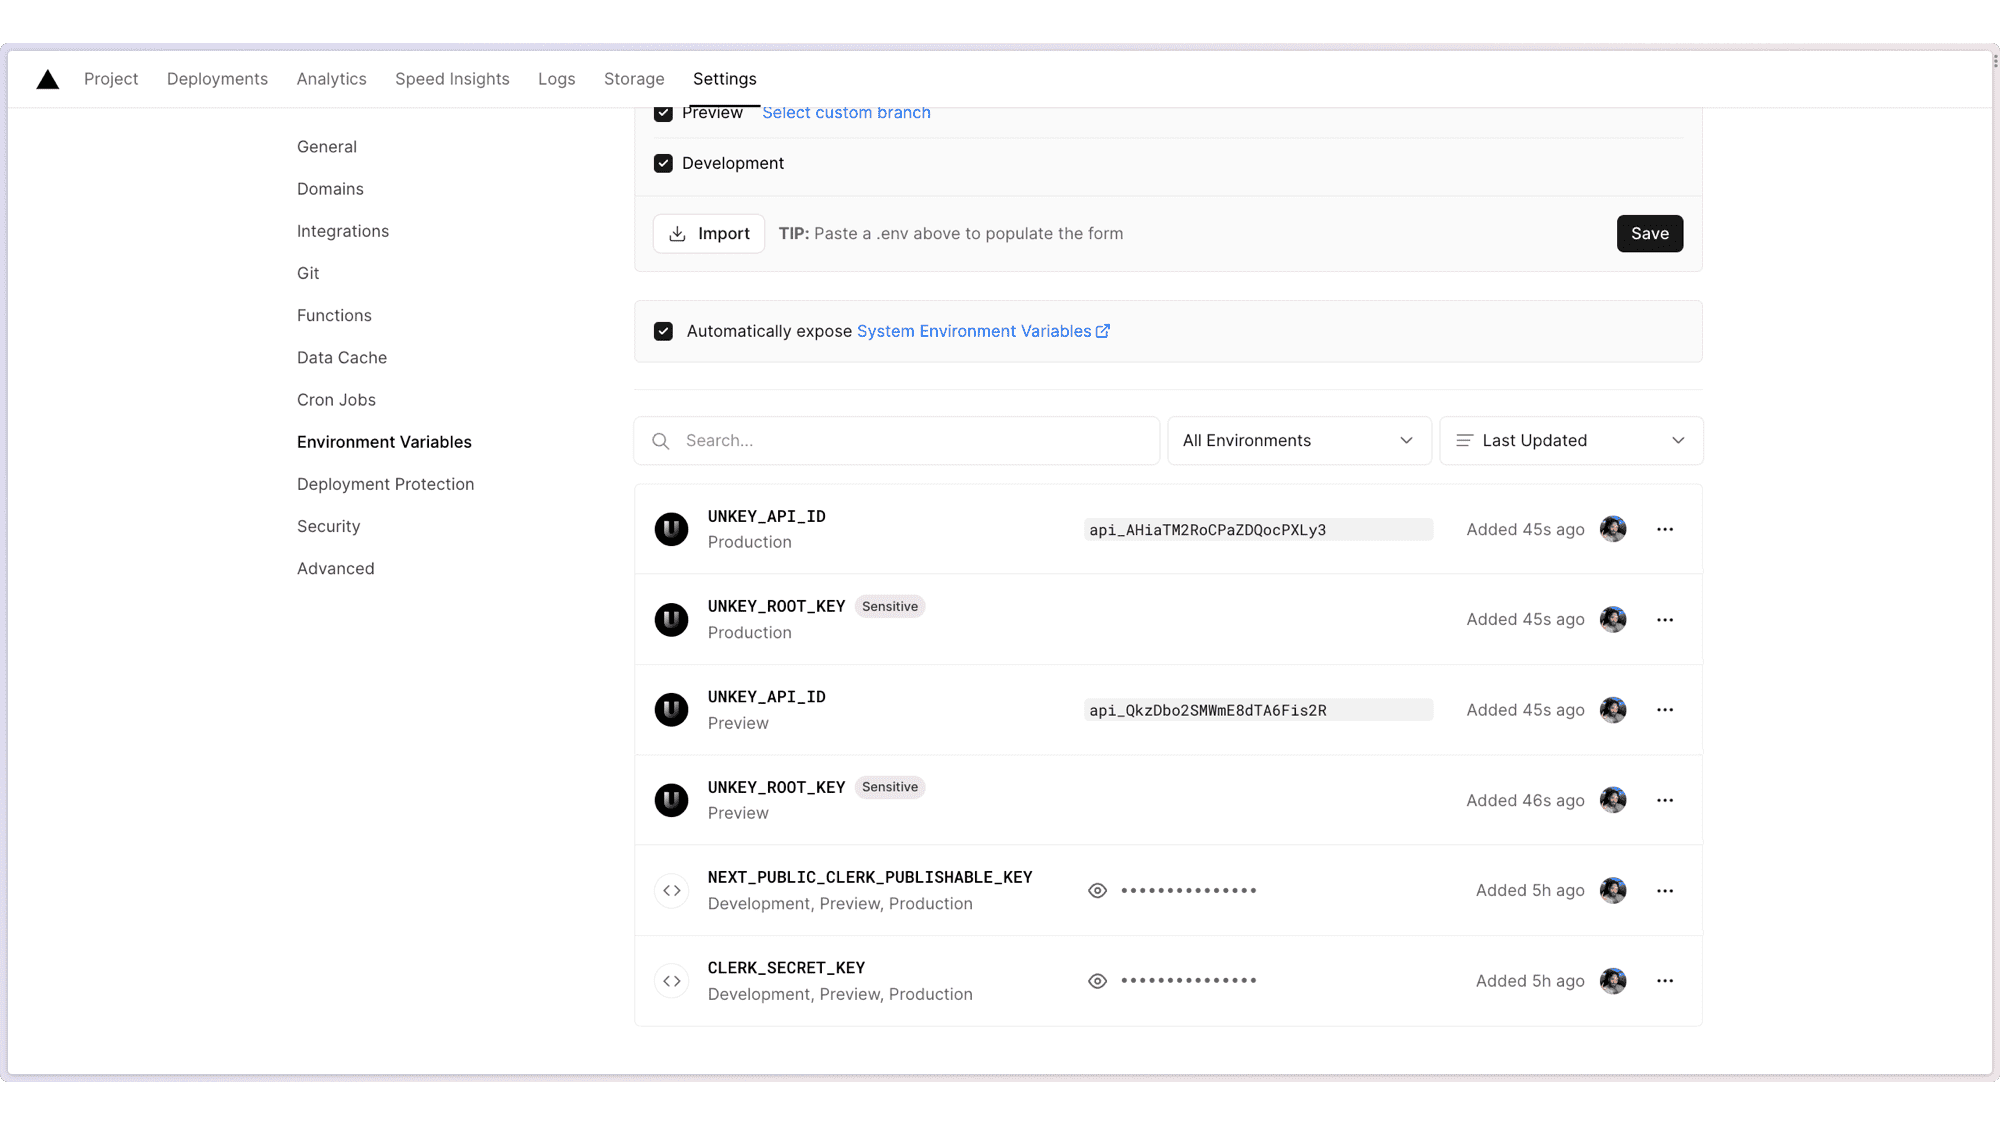 Project Deployments Analytics Speed Insights Logs Storage Settings
General
Domains
Integrations
Git
Functions
Data Cache
Cron Jobs
Environment Variables
Deployment Protection
Security
Advanced
Preview Select custom branch
Development
Import TIP: Paste a .env above to populate the form Save
Automatically expose System Environment Variables
Search... All Environments Last Updated
UNKEY_API_ID
Production
api_AHiaTM2RoCPaZDQocPXLy3 Added 45s ago
UNKEY_ROOT_KEY Sensitive
Production
Added 45s ago
UNKEY_API_ID
Preview
api_QkzDbo2SMWmE8dTA6Fis2R Added 45s ago
UNKEY_ROOT_KEY Sensitive
Preview
Added 46s ago
NEXT_PUBLIC_CLERK_PUBLISHABLE_KEY
Development, Preview, Production
••••••••••••••• Added 5h ago
CLERK_SECRET_KEY
Development, Preview, Production
••••••••••••••• Added 5h ago